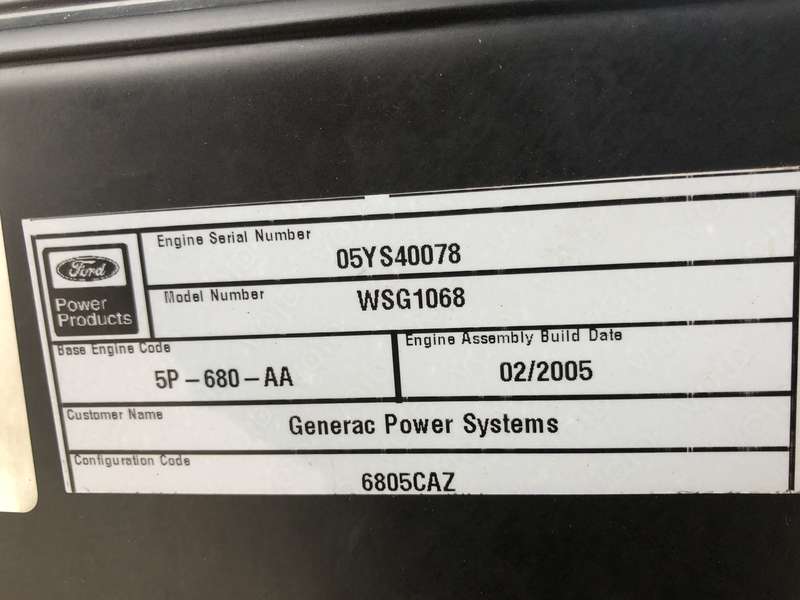 Ford
Power
Products
Engine Serial Number
05YS40078
Model Number
WSG1068
Base Engine Code
5P-680-AA
Engine Assembly Build Date
02/2005
Customer Name
Generac Power Systems
Configuration Code
6805CAZ